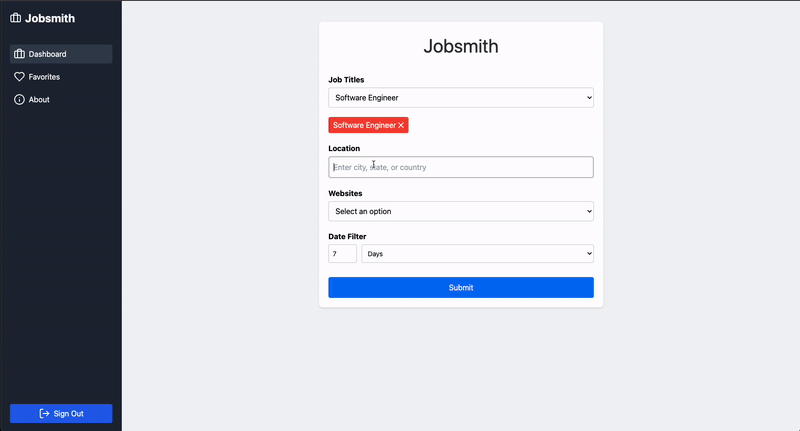 Jobsmith
Dashboard
Favorites
About
Sign Out
Jobsmith
Job Titles
Software Engineer
Software Engineer ×
Location
Enter city, state, or country
Websites
Select an option
Date Filter
7 Days
Submit